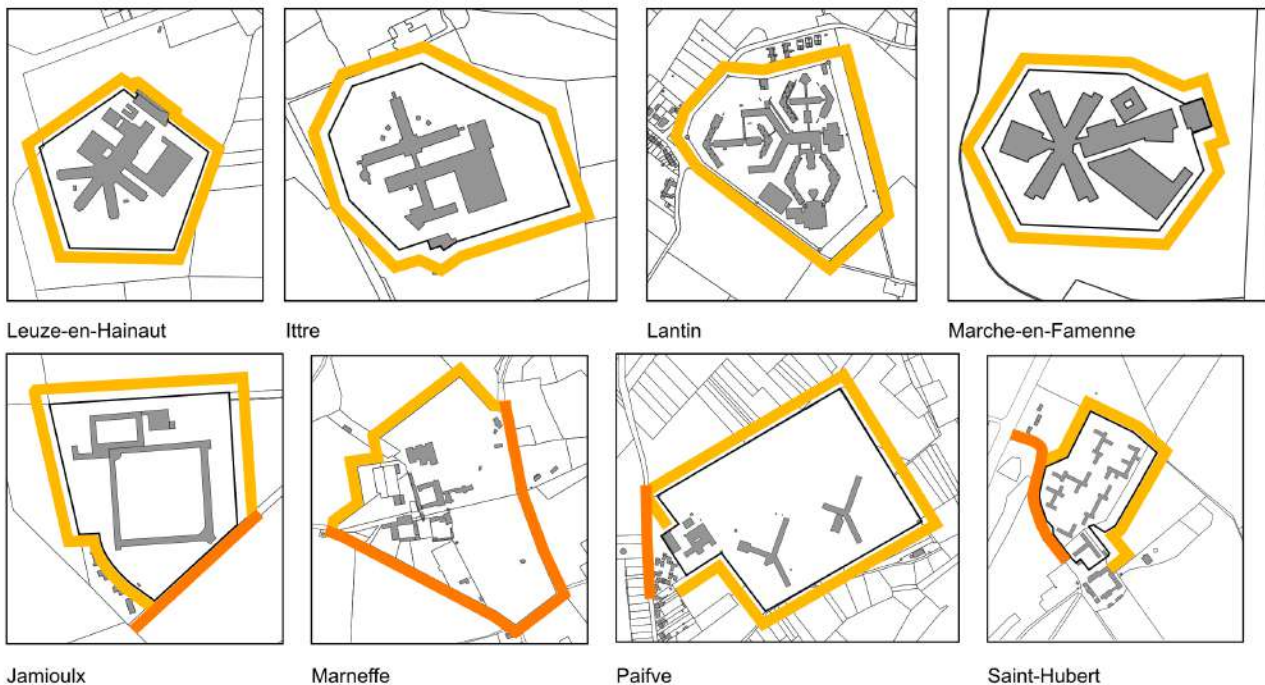 Leuze-en-Hainaut
Ittre
Lantin
Marche-en-Famenne
Jamioulx
Marneffe
Paifve
Saint-Hubert